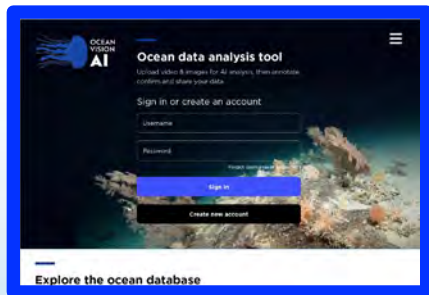 OCEAN
VISION
AI
Ocean data analysis tool
Upload video & images for AI analysis, then annotate,
confirm and share your data.
Sign in or create an account
Username
Password
Sign in
Create new account
Explore the ocean database